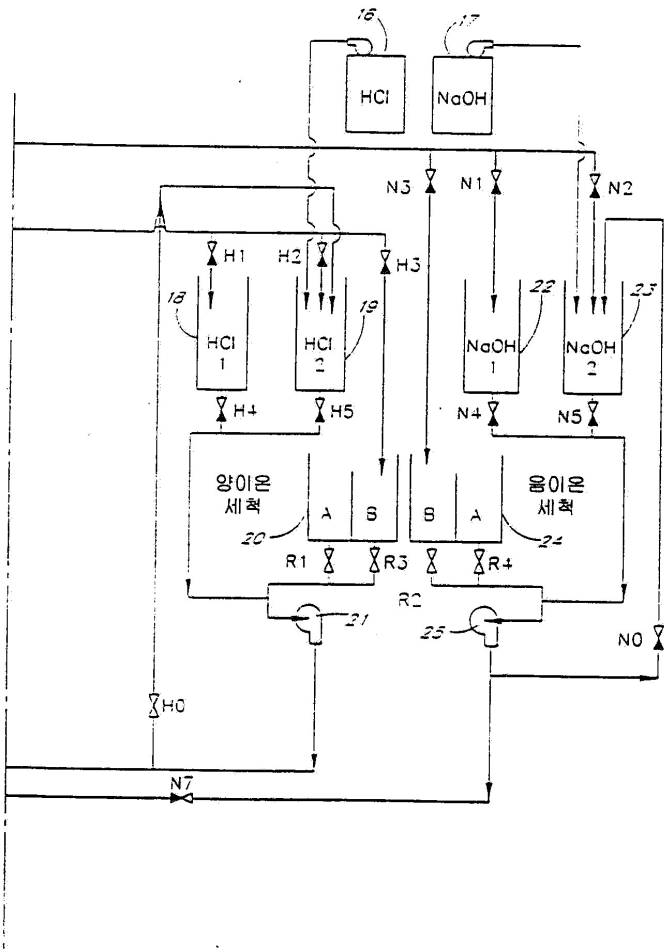 16
17
HCl
NaOH
N3
N1
N2
H1
H2
H3
18
19
22
23
HCl
1
HCl
2
NaOH
1
NaOH
2
H4
H5
N4
N5
양이온
세척
음이온
세척
A
B
B
A
20
24
R1
R3
R4
R2
21
25
N0
H0
N7